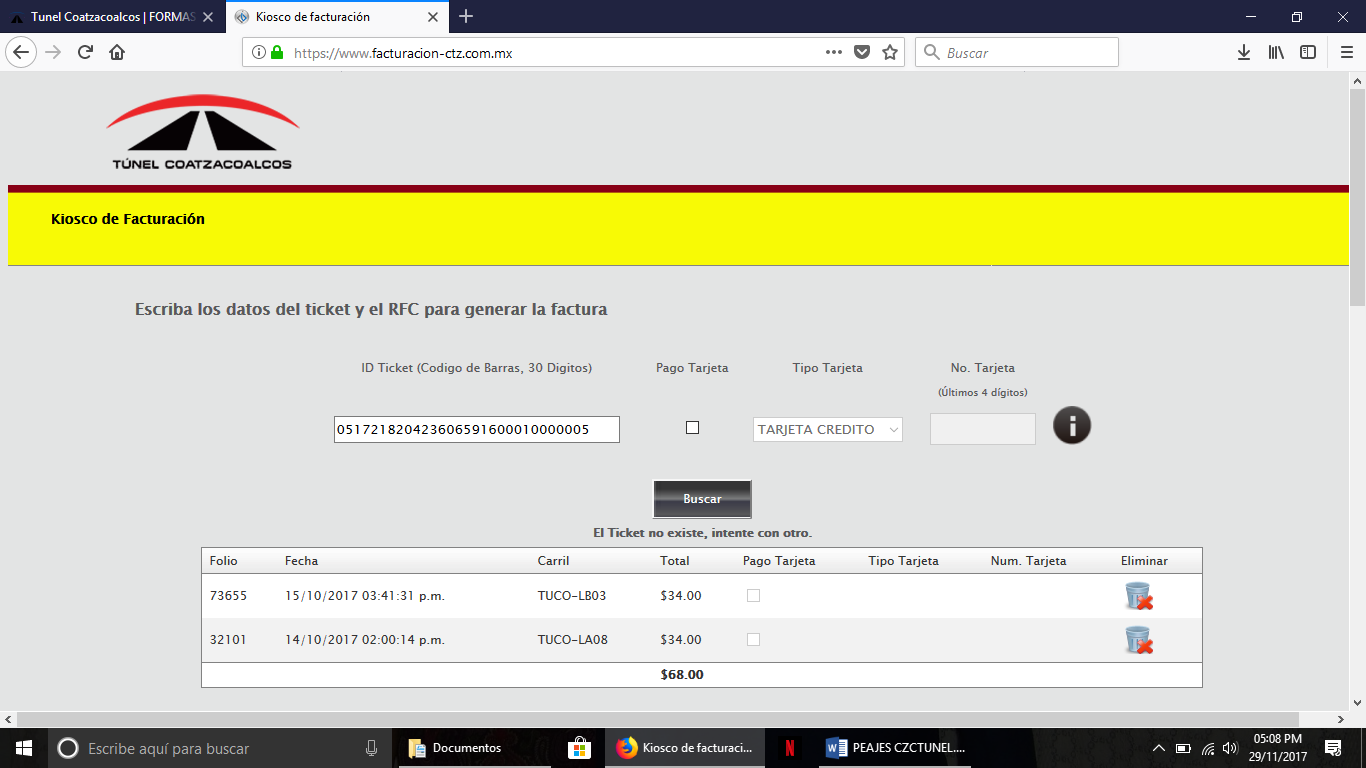 Tunel Coatzacoalcos | FORMAS
Kiosco de facturación
https://www.facturacion-ctz.com.mx
Buscar
TÚNEL COATZACOALCOS
Kiosco de Facturación
Escriba los datos del ticket y el RFC para generar la factura
ID Ticket (Codigo de Barras, 30 Digitos) Pago Tarjeta Tipo Tarjeta No. Tarjeta
(Últimos 4 dígitos)
051721820423606591600010000005 TARJETA CREDITO
Buscar
El Ticket no existe, intente con otro.
Folio Fecha Carril Total Pago Tarjeta Tipo Tarjeta Num. Tarjeta Eliminar
73655 15/10/2017 03:41:31 p.m. TUCO-LB03 $34.00
32101 14/10/2017 02:00:14 p.m. TUCO-LA08 $34.00
$68.00
Escribe aquí para buscar Documentos Kiosco de facturaci... N PEAJES CZCTUNEL.... 05:08 PM
29/11/2017